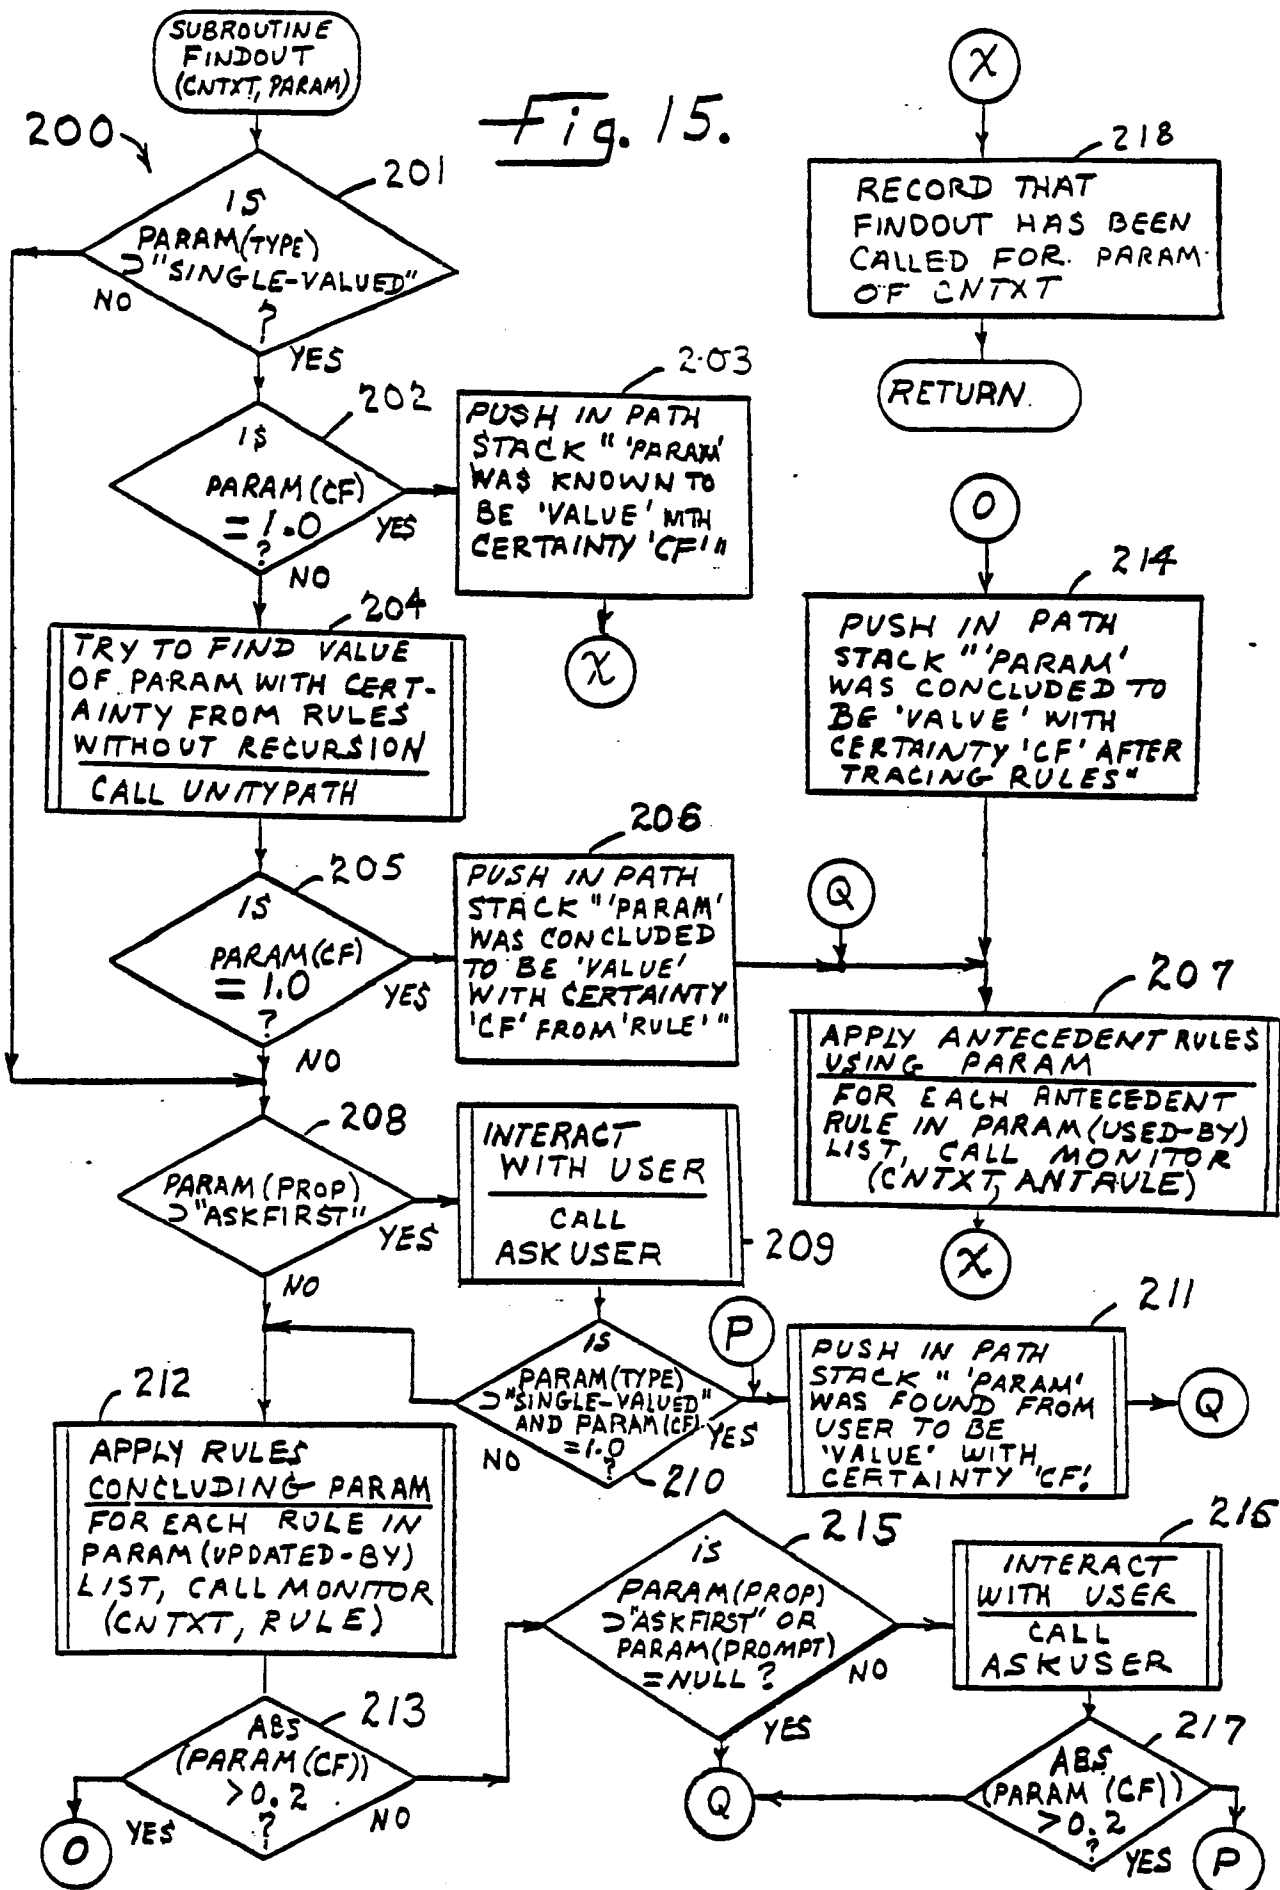 SUBROUTINE
FINDOUT
(CNTXT, PARAM)
Fig. 15.
200
201
IS
PARAM(TYPE)
⊃"SINGLE-VALUED"
?
NO
YES
202
IS
PARAM(CF)
=1.0
?
YES
NO
203
PUSH IN PATH
STACK "'PARAM'
WAS KNOWN TO
BE 'VALUE' WITH
CERTAINTY 'CF'"
X
204
TRY TO FIND VALUE
OF PARAM WITH CERT-
AINTY FROM RULES
WITHOUT RECURSION
CALL UNITYPATH
205
IS
PARAM(CF)
=1.0
?
YES
NO
206
PUSH IN PATH
STACK "'PARAM'
WAS CONCLUDED
TO BE 'VALUE'
WITH CERTAINTY
'CF' FROM 'RULE'"
208
PARAM(PROP)
⊃"ASKFIRST"
YES
NO
INTERACT
WITH USER
CALL
ASKUSER
209
IS
PARAM(TYPE)
⊃"SINGLE-VALUED"
AND PARAM(CF)
=1.0
?
NO
YES
210
P
211
PUSH IN PATH
STACK "'PARAM'
WAS FOUND FROM
USER TO BE
'VALUE' WITH
CERTAINTY 'CF'.
Q
212
APPLY RULES
CONCLUDING PARAM
FOR EACH RULE IN
PARAM(UPDATED-BY)
LIST, CALL MONITOR
(CNTXT, RULE)
213
ABS
(PARAM(CF))
>0.2
?
YES
NO
O
215
is
PARAM(PROP)
⊃"ASKFIRST" OR
PARAM(PROMPT)
=NULL?
NO
YES
Q
216
INTERACT
WITH USER
CALL
ASKUSER
217
ABS
(PARAM (CF))
>0.2
?
YES
P
X
218
RECORD THAT
FINDOUT HAS BEEN
CALLED FOR PARAM
OF CNTXT
RETURN.
O
214
PUSH IN PATH
STACK "'PARAM'
WAS CONCLUDED TO
BE 'VALUE' WITH
CERTAINTY 'CF' AFTER
TRACING RULES"
Q
207
APPLY ANTECEDENT RULES
USING PARAM
FOR EACH ANTECEDENT
RULE IN PARAM(USED-BY)
LIST, CALL MONITOR
(CNTXT, ANTRULE)
X